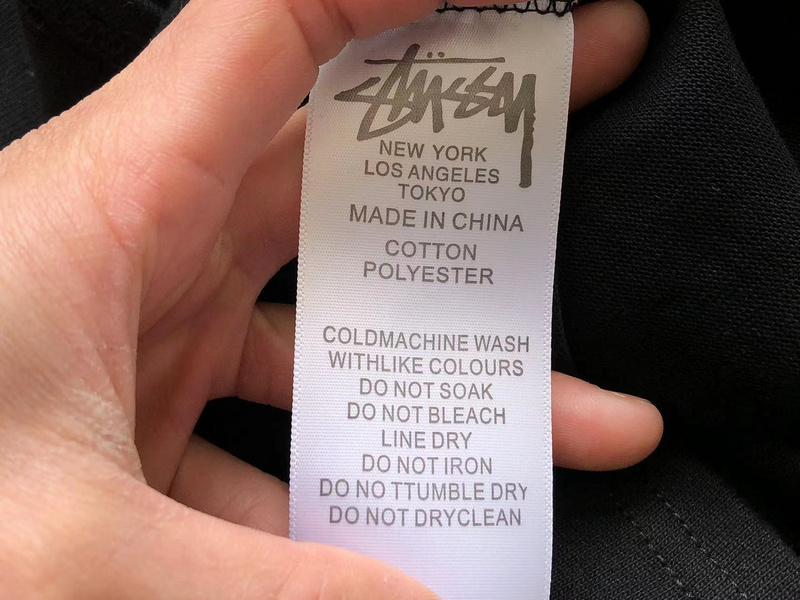 Stüssy
NEW YORK
LOS ANGELES
TOKYO
MADE IN CHINA
COTTON
POLYESTER
COLDMACHINE WASH
WITHLIKE COLOURS
DO NOT SOAK
DO NOT BLEACH
LINE DRY
DO NOT IRON
DO NO TTUMBLE DRY
DO NOT DRYCLEAN